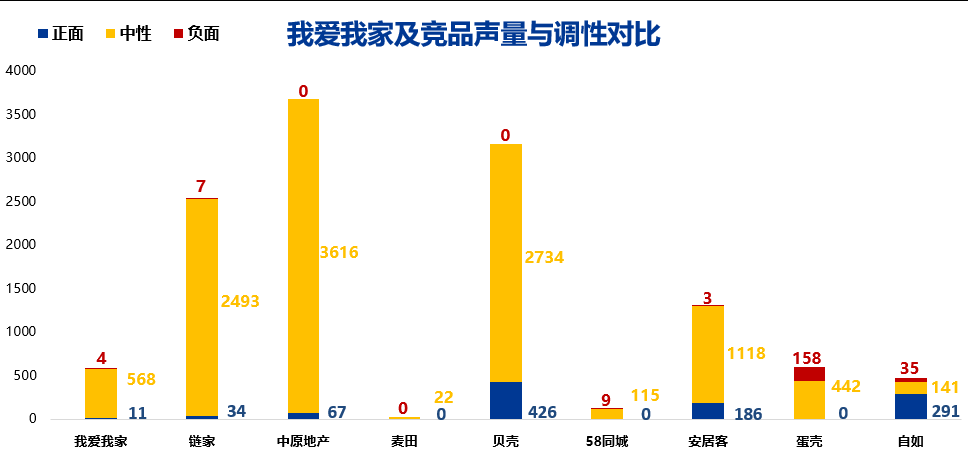 正面 中性 负面
我爱我家及竞品声量与调性对比
4000
3500
3000
2500
2000
1500
1000
500
0
4 568 11
7 2493 34
0 3616 67
0 22 0
0 2734 426
9 115 0
3 1118 186
158 442 0
35 141 291
我爱我家 链家 中原地产 麦田 贝壳 58同城 安居客 蛋壳 自如